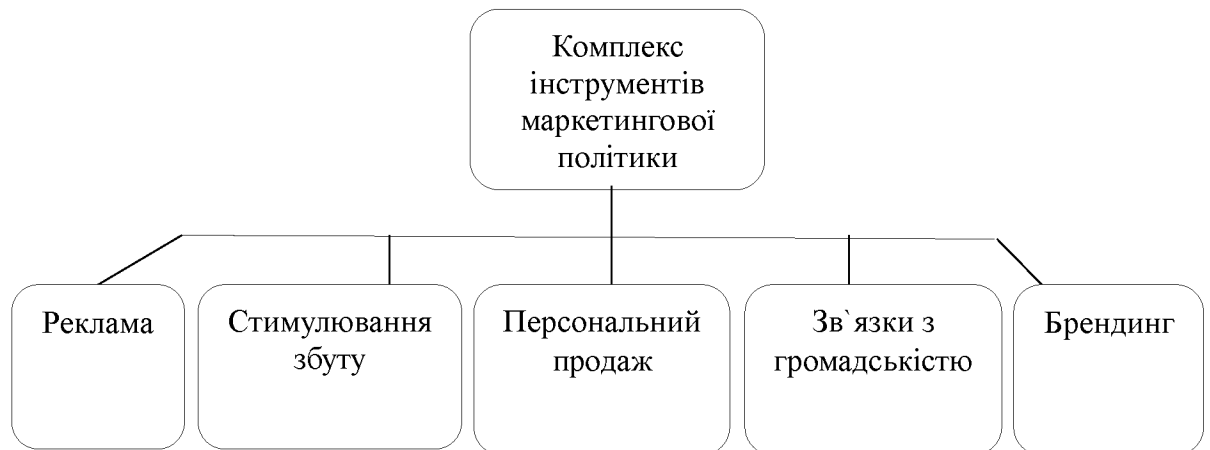 Комплекс
інструментів
маркетингової
політики
Реклама
Стимулювання
збуту
Персональний
продаж
Зв`язки з
громадськістю
Брендинг